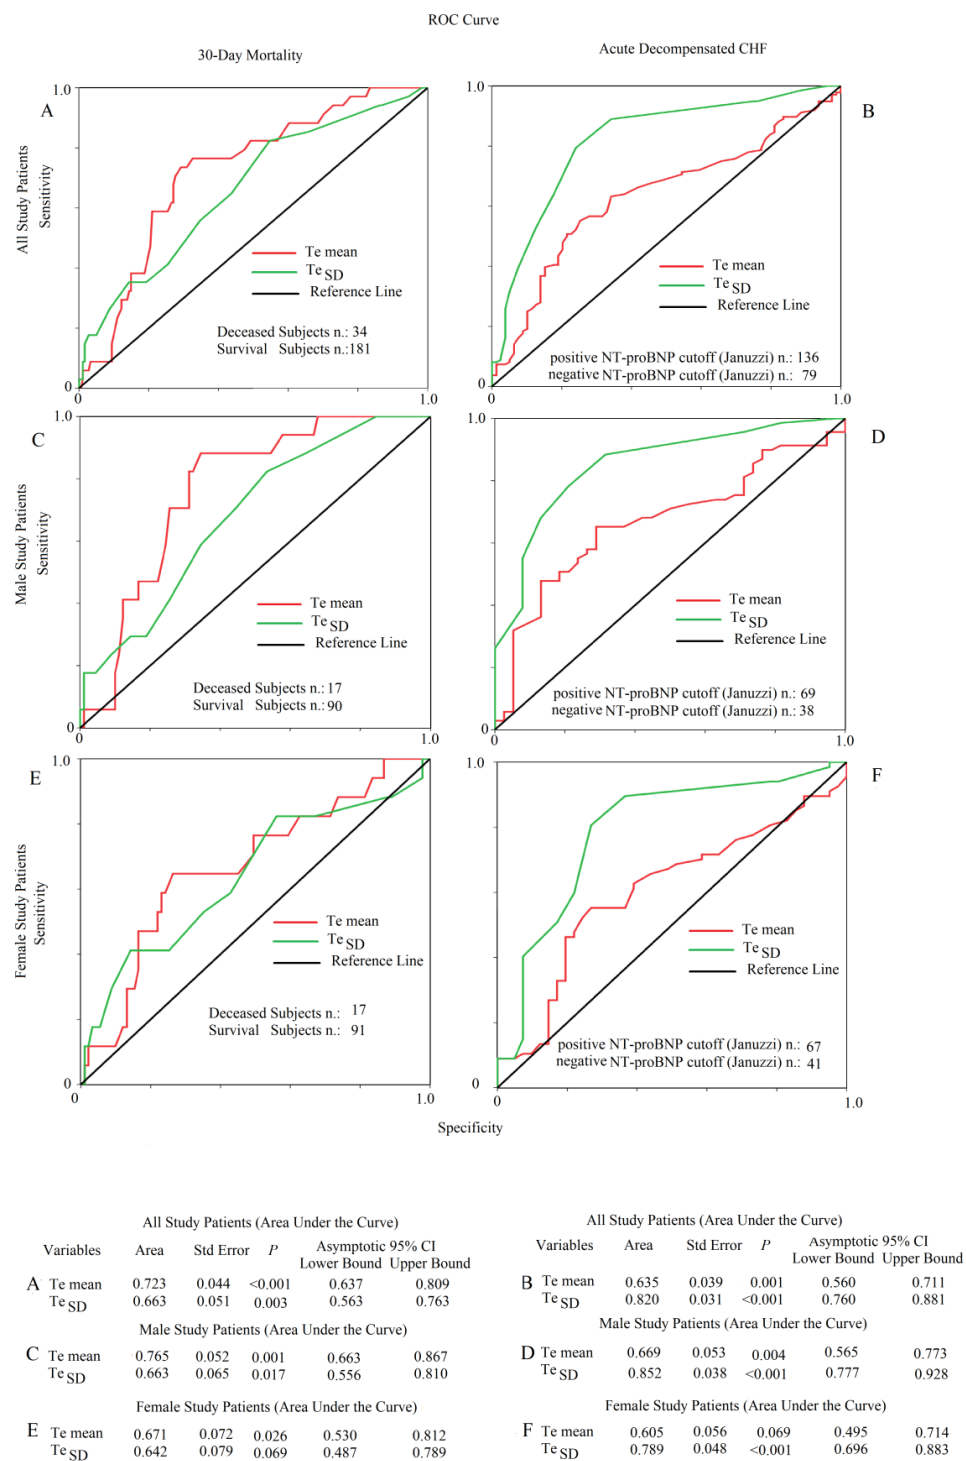 ROC Curve
30-Day Mortality
Acute Decompensated CHF
A
All Study Patients
Sensitivity
1.0
0
1.0
Te mean
Te SD
Reference Line
Deceased Subjects n.: 34
Survival Subjects n.:181
B
1.0
0
1.0
Te mean
Te SD
Reference Line
positive NT-proBNP cutoff (Januzzi) n.: 136
negative NT-proBNP cutoff (Januzzi) n.: 79
C
Male Study Patients
Sensitivity
1.0
0
0
1.0
Te mean
Te SD
Reference Line
Deceased Subjects n.: 17
Survival Subjects n.: 90
D
1.0
0
0
1.0
Te mean
Te SD
Reference Line
positive NT-proBNP cutoff (Januzzi) n.: 69
negative NT-proBNP cutoff (Januzzi) n.: 38
E
Female Study Patients
Sensitivity
1.0
0
0
1.0
Te mean
Te SD
Reference Line
Deceased Subjects n.: 17
Survival Subjects n.: 91
F
1.0
0
0
1.0
Te mean
Te SD
Reference Line
positive NT-proBNP cutoff (Januzzi) n.: 67
negative NT-proBNP cutoff (Januzzi) n.: 41
Specificity
All Study Patients (Area Under the Curve)
Variables Area Std Error P Asymptotic 95% CI
Lower Bound Upper Bound
A Te mean 0.723 0.044 <0.001 0.637 0.809
Te SD 0.663 0.051 0.003 0.563 0.763
Male Study Patients (Area Under the Curve)
C Te mean 0.765 0.052 0.001 0.663 0.867
Te SD 0.663 0.065 0.017 0.556 0.810
Female Study Patients (Area Under the Curve)
E Te mean 0.671 0.072 0.026 0.530 0.812
Te SD 0.642 0.079 0.069 0.487 0.789
All Study Patients (Area Under the Curve)
Variables Area Std Error P Asymptotic 95% CI
Lower Bound Upper Bound
B Te mean 0.635 0.039 0.001 0.560 0.711
Te SD 0.820 0.031 <0.001 0.760 0.881
Male Study Patients (Area Under the Curve)
D Te mean 0.669 0.053 0.004 0.565 0.773
Te SD 0.852 0.038 <0.001 0.777 0.928
Female Study Patients (Area Under the Curve)
F Te mean 0.605 0.056 0.069 0.495 0.714
Te SD 0.789 0.048 <0.001 0.696 0.883